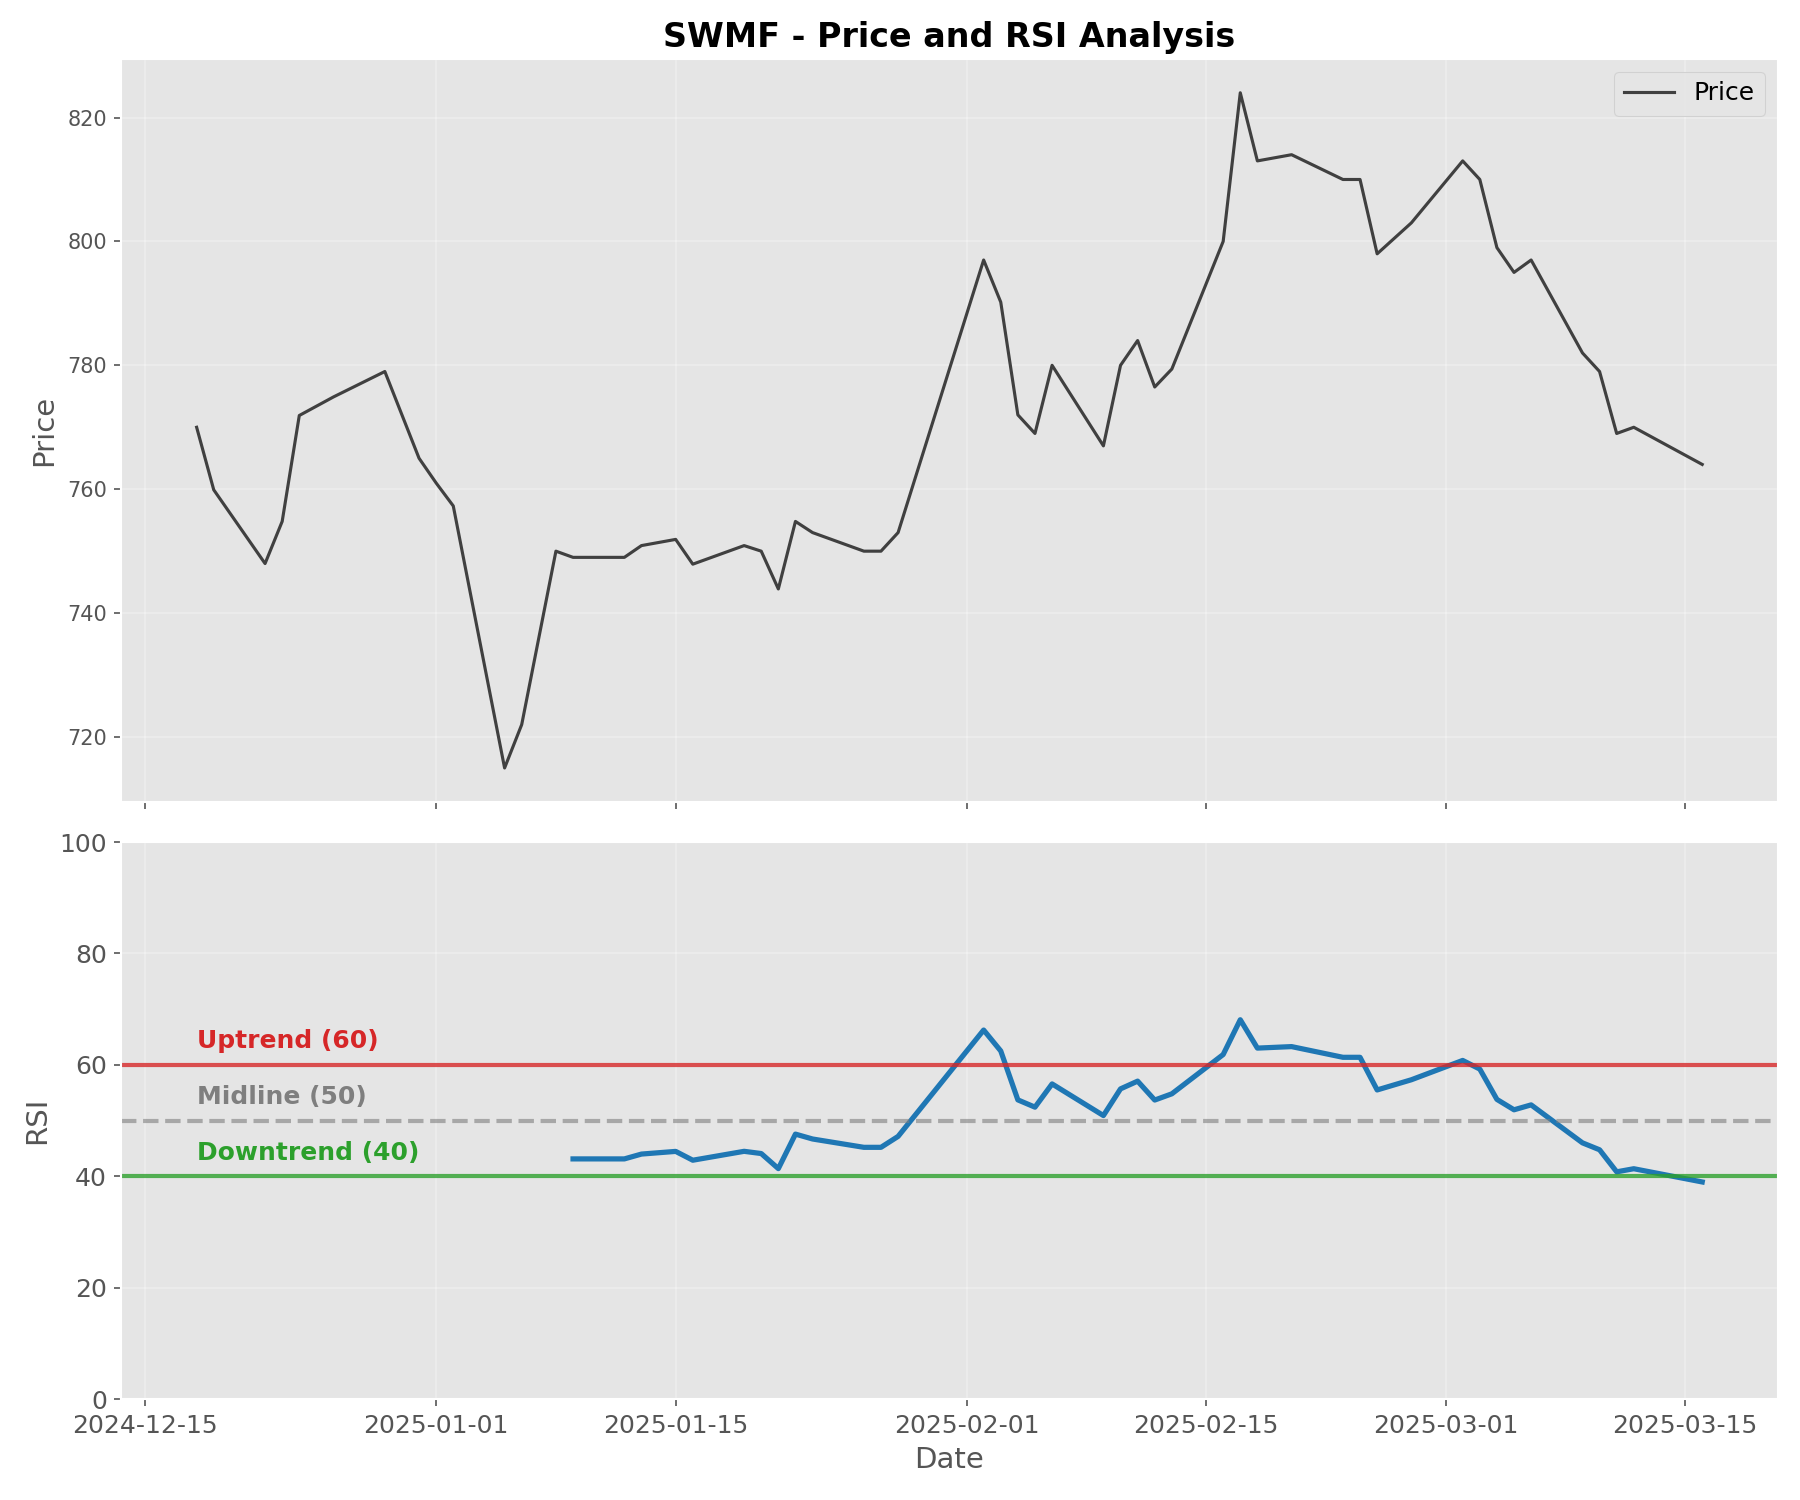 SWMF - Price and RSI Analysis
Price
820
800
780
760
740
720
Price
100
80
60
40
20
0
RSI
Uptrend (60)
Midline (50)
Downtrend (40)
2024-12-15
2025-01-01
2025-01-15
2025-02-01
2025-02-15
2025-03-01
2025-03-15
Date